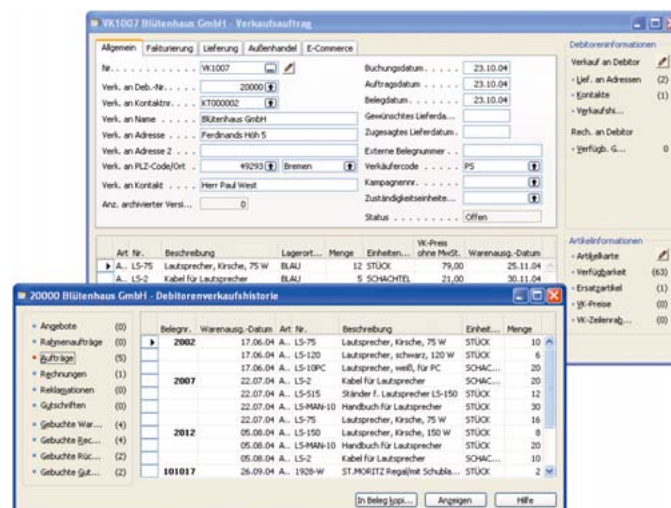 VK1007 Blütenhaus GmbH - Verkaufsauftrag
Allgemein Fakturierung Lieferung Außenhandel E-Commerce
Nr. . . . . . . . . . . . . VK1007 Buchungsdatum . . . . . 23.10.04
Verk. an Deb.-Nr. . . . . . 20000 Auftragsdatum . . . . . . 23.10.04
Verk. an Kontaktnr. . . . . KT000002 Belegdatum . . . . . . . 23.10.04
Verk. an Name . . . . . . . Blütenhaus GmbH Gewünschtes Lieferda...
Verk. an Adresse . . . . . Ferdinands Höh 5 Zugesagtes Lieferdatum .
Verk. an Adresse 2 . . . . Externe Belegnummer . .
Verk. an PLZ-Code/Ort . . 49293 Bremen Verkäufercode . . . . . . PS
Kampagnennr. . . . . . .
Verk. an Kontakt . . . . . Herr Paul West Zuständigkeitseinheite...
Anz. archivierter Versi... 0
Status . . . . . . . . . . Offen
Debitoreninformationen
Verkauf an Debitor
Lief. an Adressen (2)
Kontakte (1)
Verkaufshi...
Rech. an Debitor
Verfügb. G... 0
Art Nr. Beschreibung Lagerort... Menge Einheiten... VK-Preis ohne MwSt. Warenausg.-Datum
A.. LS-75 Lautsprecher, Kirsche, 75 W BLAU 12 STÜCK 79,00 25.11.04
A.. LS-2 Kabel für Lautsprecher BLAU 5 SCHACHTEL 21,00 30.11.04
Artikelinformationen
Artikelkarte
Verfügbarkeit (63)
Ersatzartikel (1)
VK-Preise (0)
VK-Zeilenrab... (0)
20000 Blütenhaus GmbH - Debitorenverkaufshistorie
Angebote (0)
Rahmenaufträge (0)
Aufträge (5)
Rechnungen (1)
Reklamationen (0)
Gutschriften (0)
Gebuchte War... (4)
Gebuchte Rec... (4)
Gebuchte Rüc... (2)
Gebuchte Gut... (2)
Belegnr. Warenausg.-Datum Art Nr. Beschreibung Einheit... Menge
2002 17.06.04 A.. LS-75 Lautsprecher, Kirsche, 75 W STÜCK 10
17.06.04 A.. LS-120 Lautsprecher, schwarz, 120 W STÜCK 6
17.06.04 A.. LS-10PC Lautsprecher, weiß, für PC SCHAC... 20
2007 22.07.04 A.. LS-2 Kabel für Lautsprecher SCHAC... 20
22.07.04 A.. LS-S15 Ständer f. Lautsprecher LS-150 STÜCK 12
22.07.04 A.. LS-MAN-10 Handbuch für Lautsprecher STÜCK 30
22.07.04 A.. LS-75 Lautsprecher, Kirsche, 75 W STÜCK 16
2012 05.08.04 A.. LS-150 Lautsprecher, Kirsche, 150 W STÜCK 8
05.08.04 A.. LS-MAN-10 Handbuch für Lautsprecher STÜCK 20
05.08.04 A.. LS-2 Kabel für Lautsprecher SCHAC... 10
101017 26.09.04 A.. 1928-W ST.MORITZ Regal/mit Schubla... STÜCK 2
In Beleg kopi... Anzeigen Hilfe